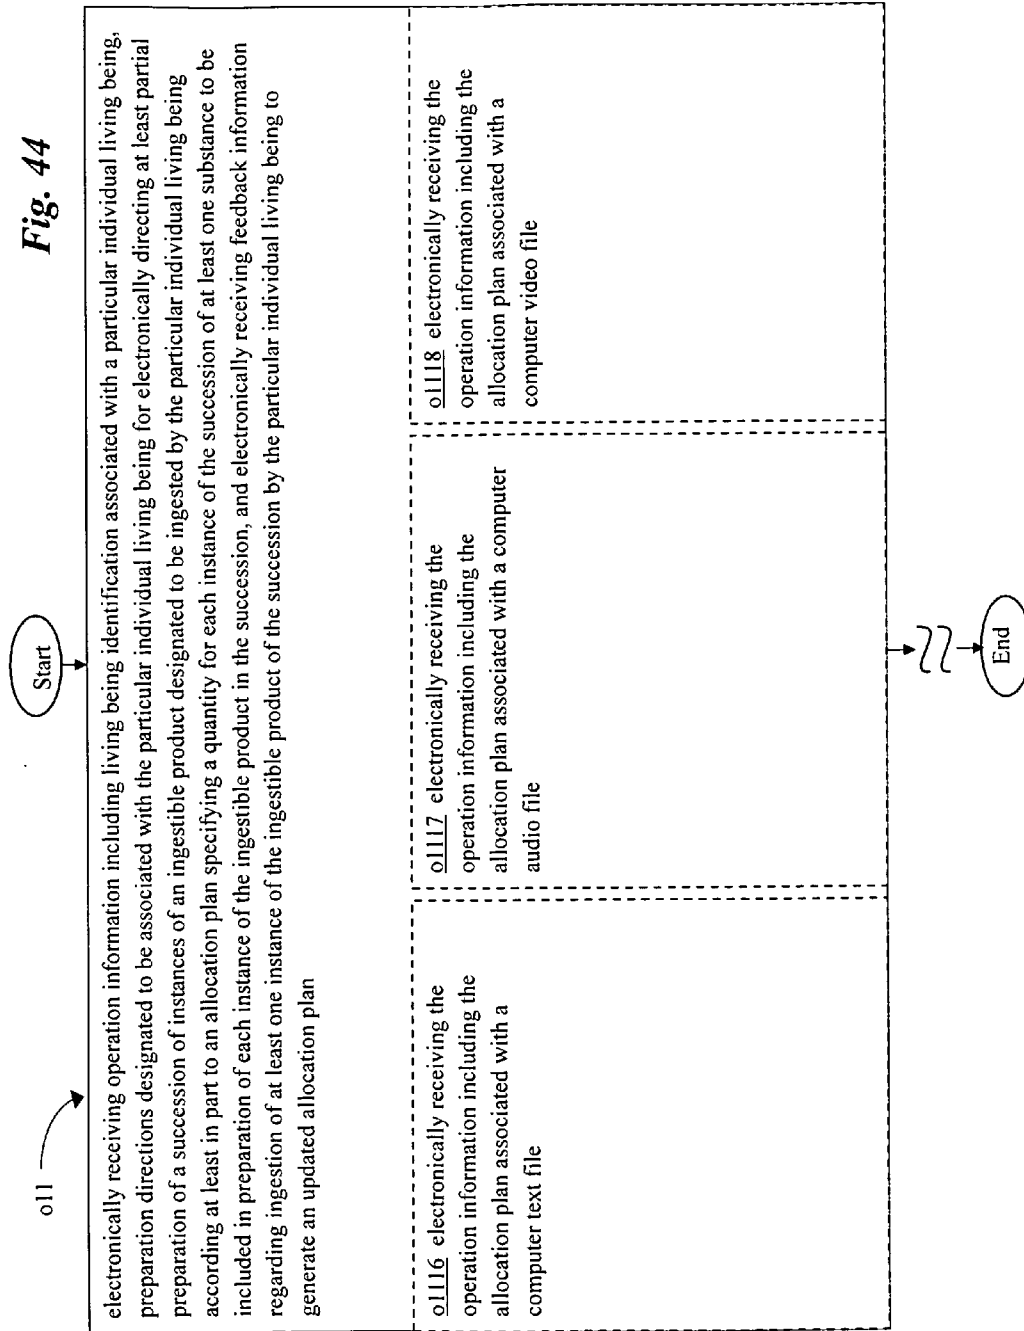 Fig. 44
Start
o11
electronically receiving operation information including living being identification associated with a particular individual living being,
preparation directions designated to be associated with the particular individual living being for electronically directing at least partial
preparation of a succession of instances of an ingestible product designated to be ingested by the particular individual living being
according at least in part to an allocation plan specifying a quantity for each instance of the succession of at least one substance to be
included in preparation of each instance of the ingestible product in the succession, and electronically receiving feedback information
regarding ingestion of at least one instance of the ingestible product of the succession by the particular individual living being to
generate an updated allocation plan
o1116 electronically receiving the
operation information including the
allocation plan associated with a
computer text file
o1117 electronically receiving the
operation information including the
allocation plan associated with a computer
audio file
o1118 electronically receiving the
operation information including the
allocation plan associated with a
computer video file
End